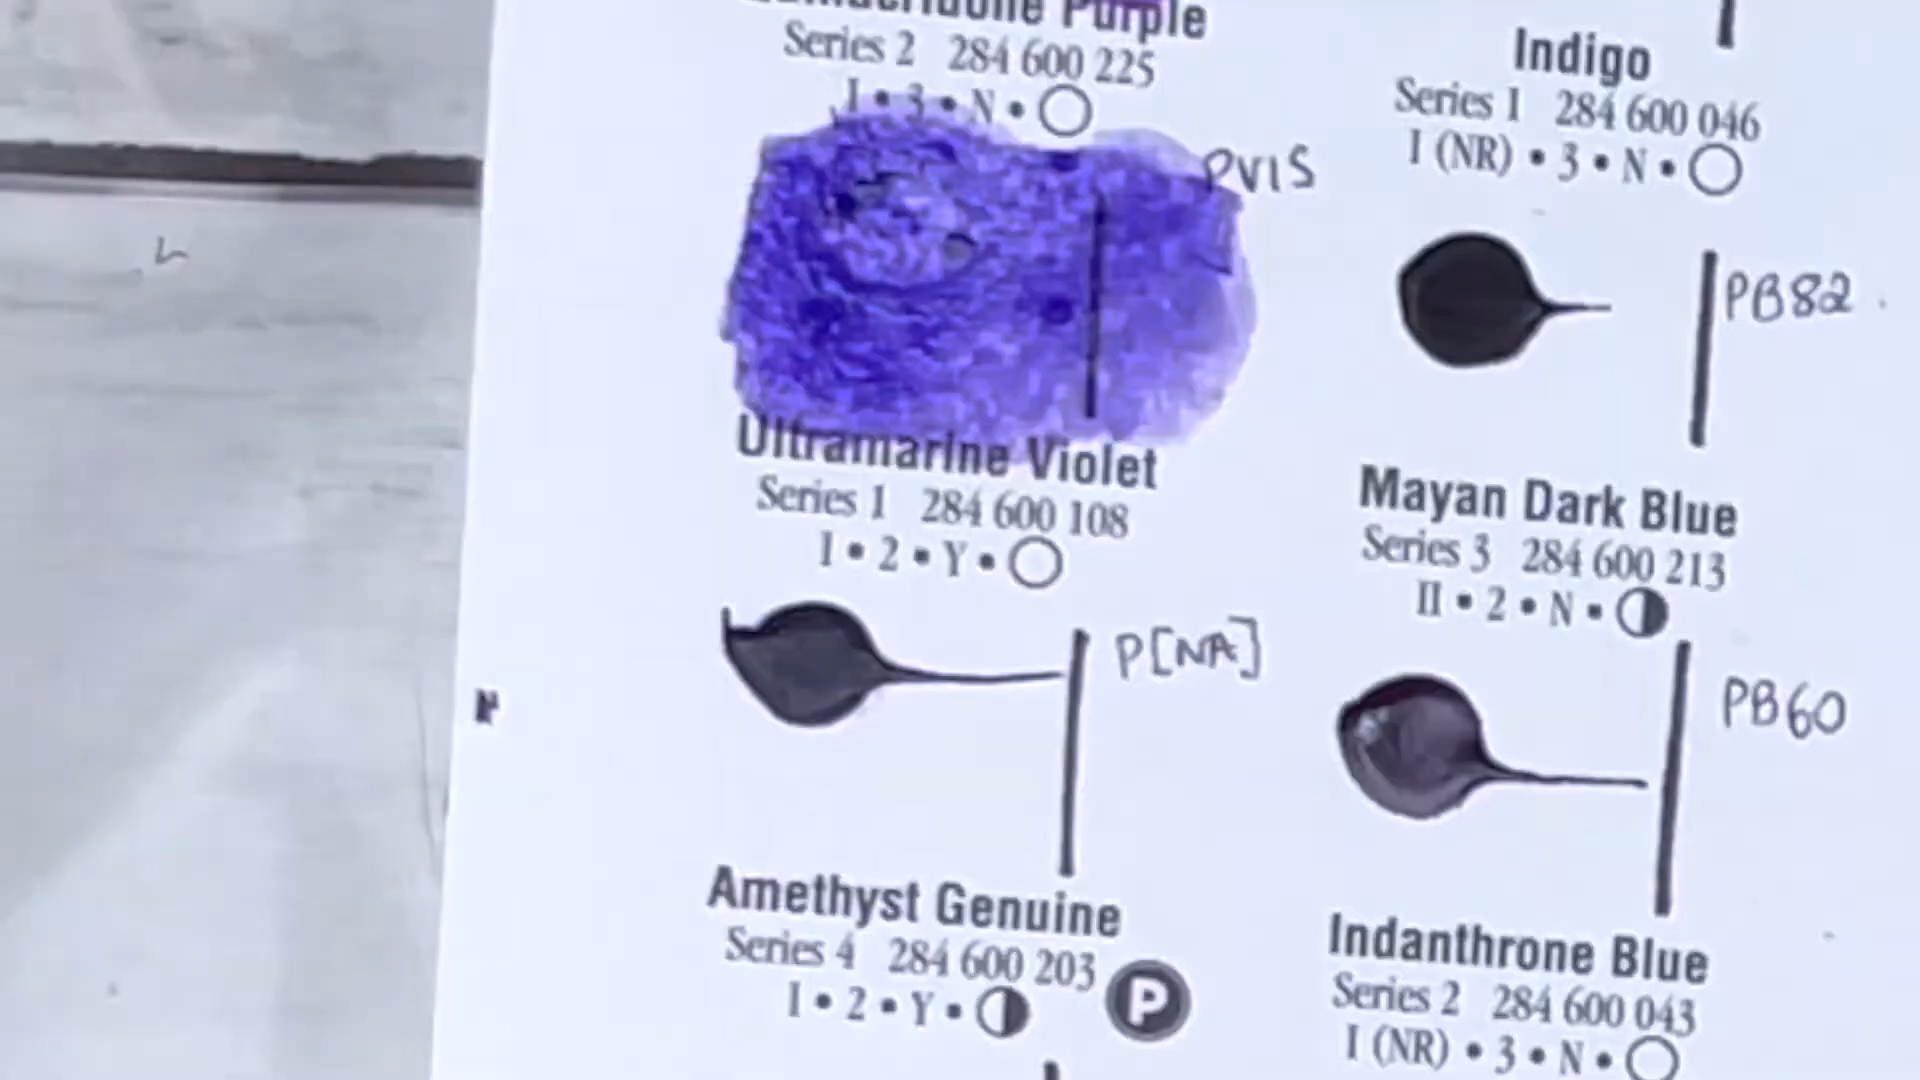 Purple
Series 2 284 600 225
I • 3 • N •
PV15
Ultramarine Violet
Series 1 284 600 108
I • 2 • Y •
P[NA]
Amethyst Genuine
Series 4 284 600 203
I • 2 • Y •
P
Indigo
Series 1 284 600 046
I (NR) • 3 • N •
PB82
Mayan Dark Blue
Series 3 284 600 213
II • 2 • N •
PB60
Indanthrone Blue
Series 2 284 600 043
I (NR) • 3 • N •